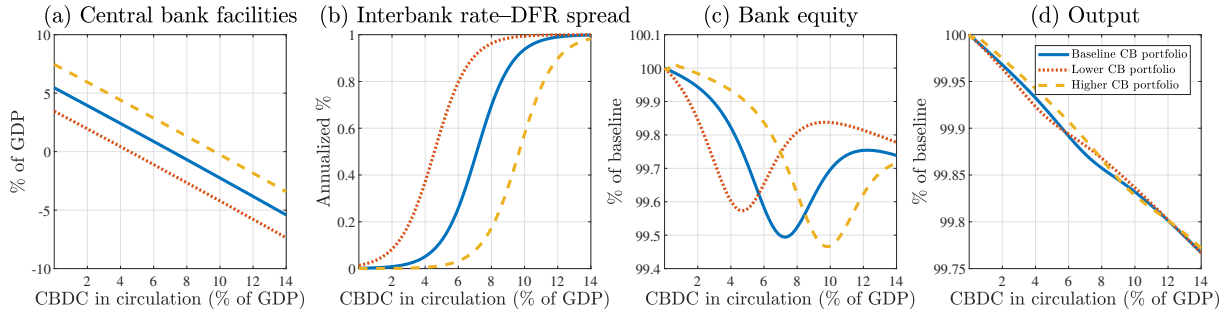 (a) Central bank facilities
% of GDP
10
5
0
-5
-10
2 4 6 8 10 12 14
CBDC in circulation (% of GDP)
(b) Interbank rate–DFR spread
Annualized %
1
0.8
0.6
0.4
0.2
0
2 4 6 8 10 12 14
CBDC in circulation (% of GDP)
(c) Bank equity
% of baseline
100.1
100
99.9
99.8
99.7
99.6
99.5
99.4
2 4 6 8 10 12 14
CBDC in circulation (% of GDP)
(d) Output
% of baseline
100
99.95
99.9
99.85
99.8
99.75
2 4 6 8 10 12 14
CBDC in circulation (% of GDP)
Baseline CB portfolio
Lower CB portfolio
Higher CB portfolio